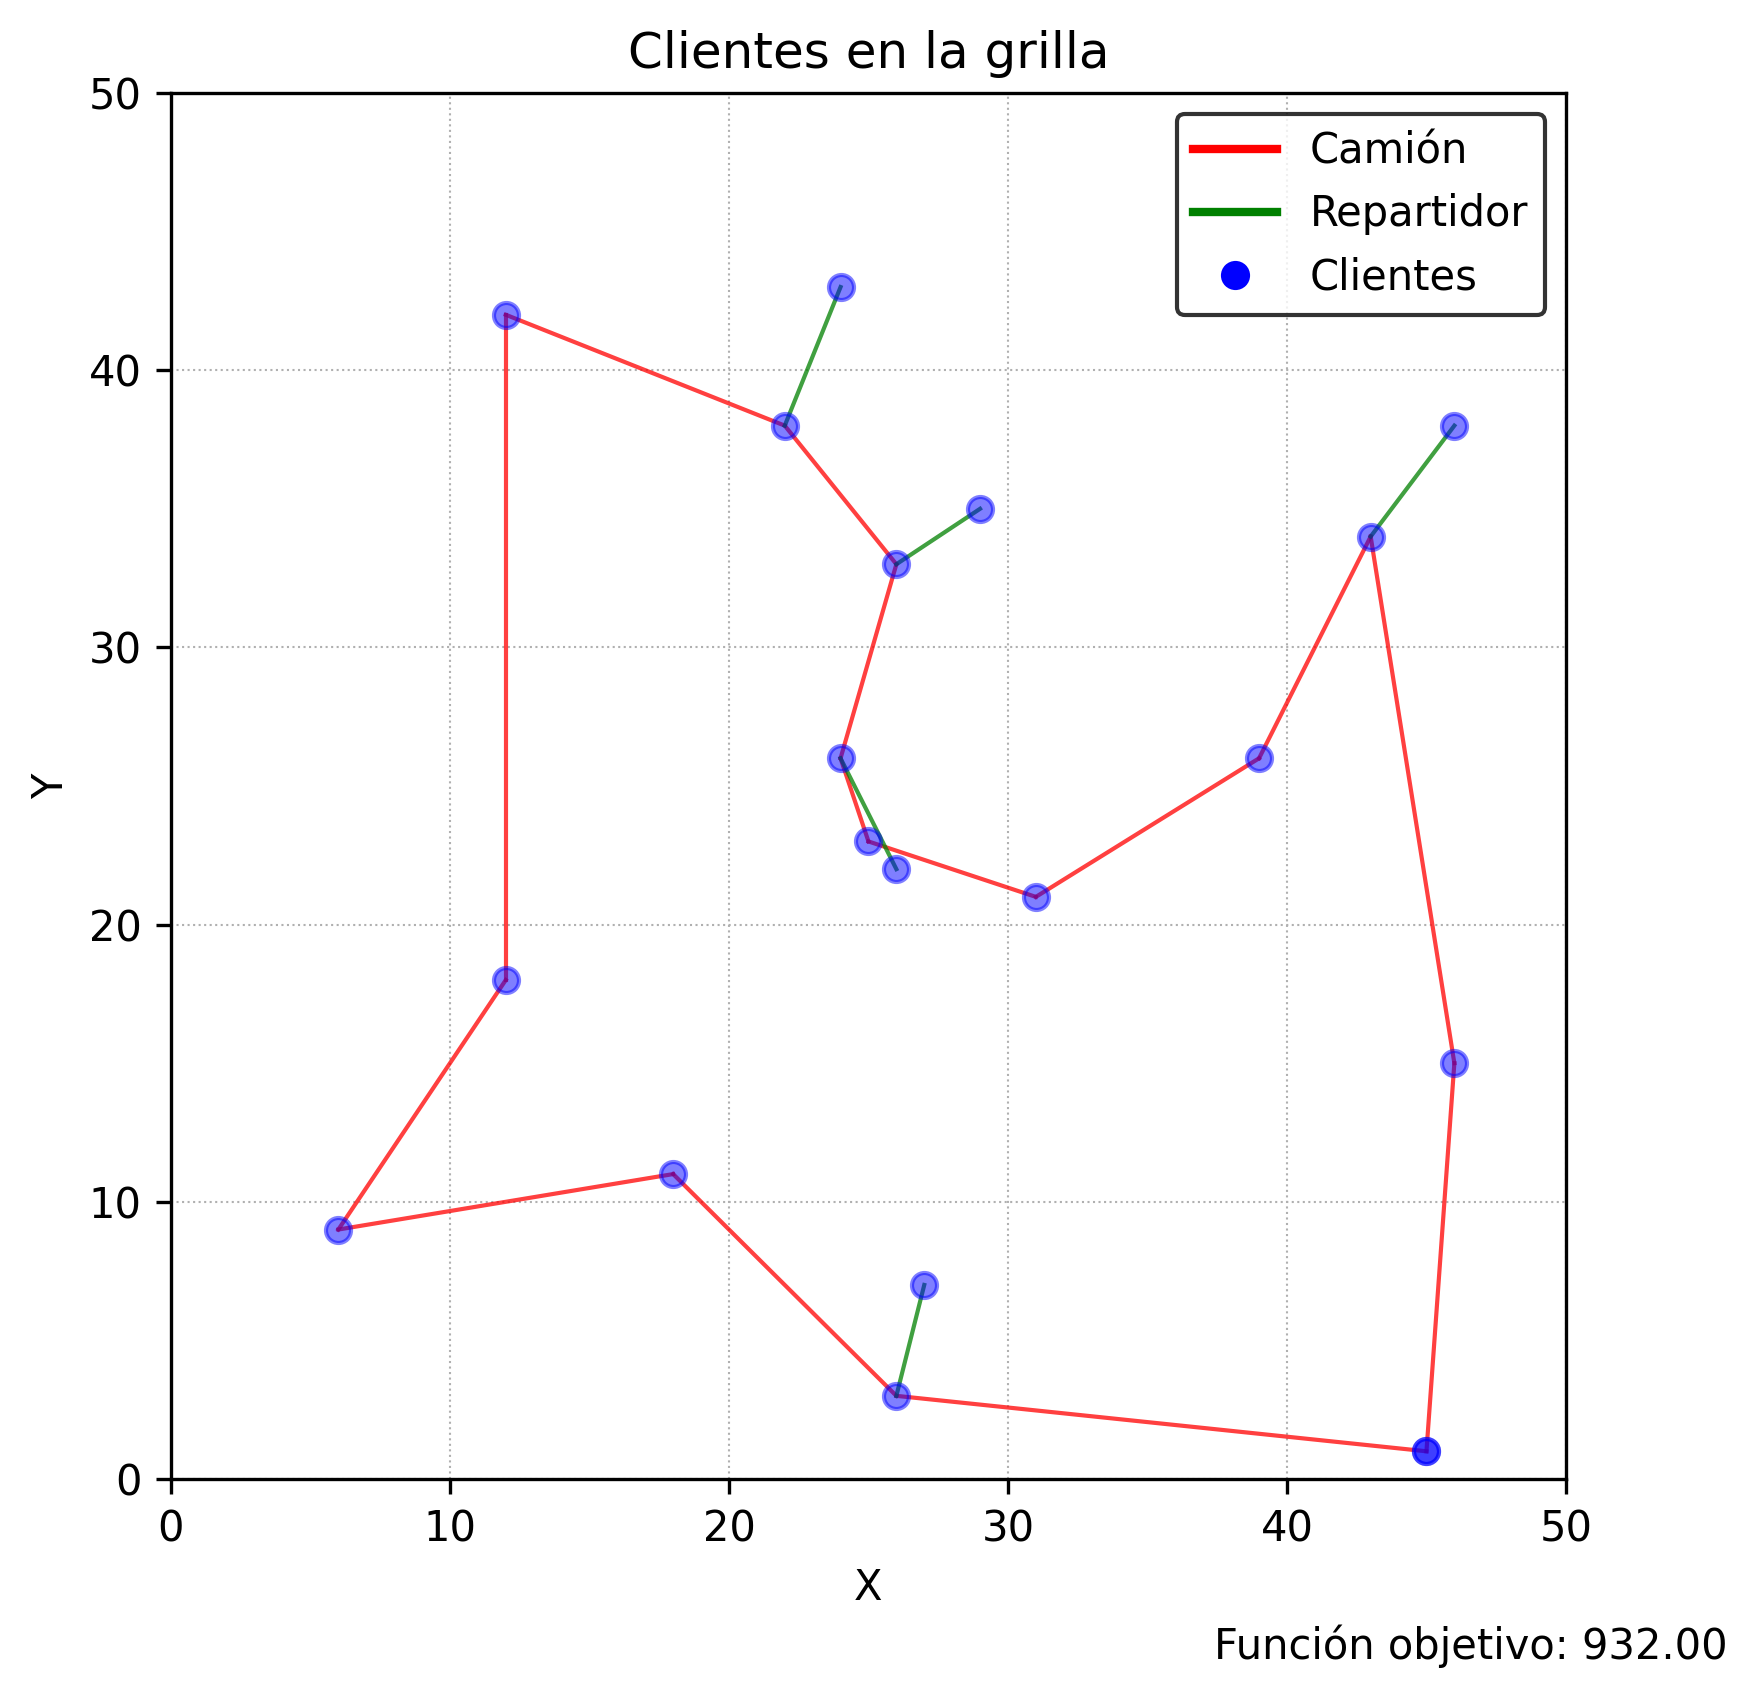 Clientes en la grilla
Camión
Repartidor
Clientes
50
40
30
20
10
0
Y
0 10 20 30 40 50
X
Función objetivo: 932.00